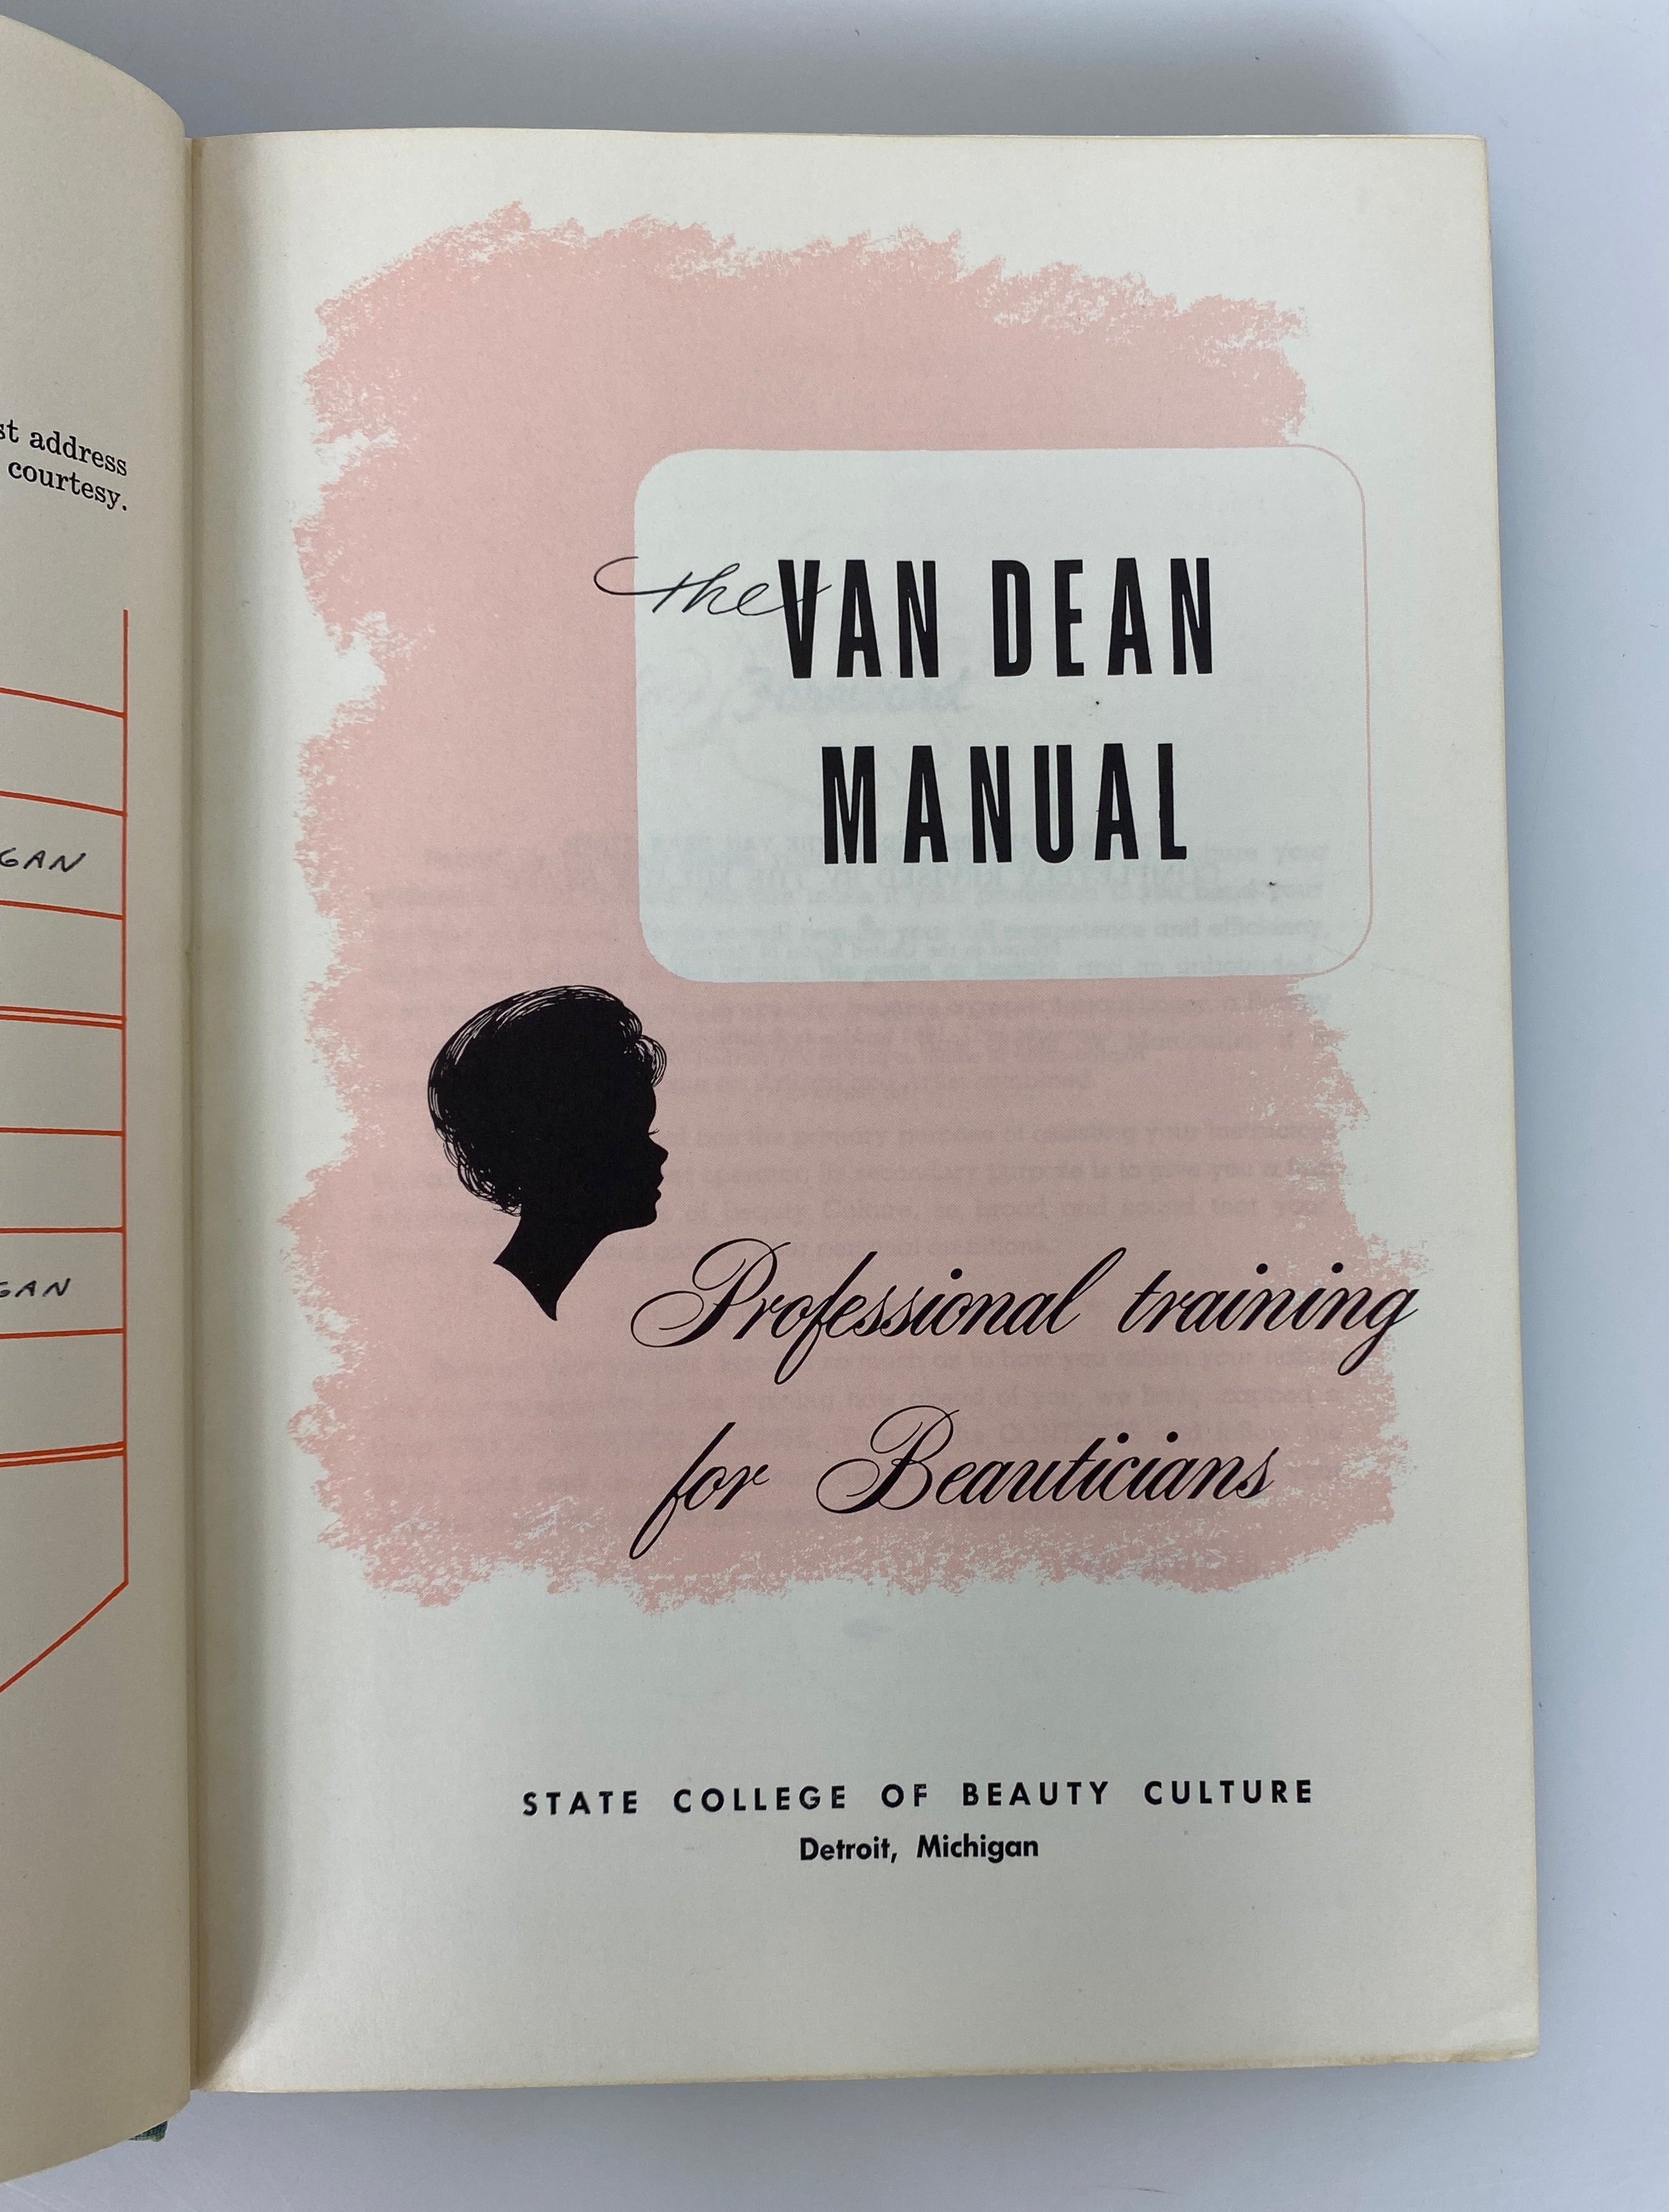 st address
courtesy.
GAN
GAN
the VAN DEAN
MANUAL
Professional training
for Beauticians
STATE COLLEGE OF BEAUTY CULTURE
Detroit, Michigan